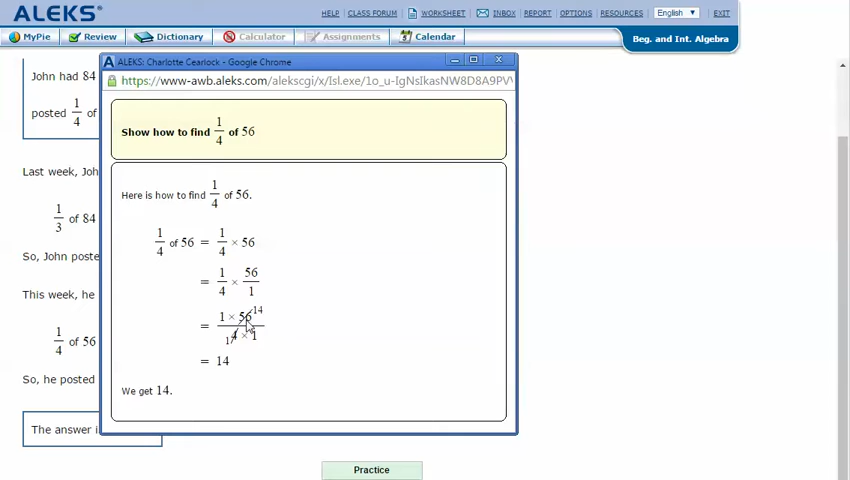 ALEKS®
HELP CLASS FORUM WORKSHEET INBOX REPORT OPTIONS RESOURCES English EXIT
MyPie Review Dictionary Calculator Assignments Calendar
Beg. and Int. Algebra
John had 84
posted 1/4 of
Last week, Joh
1/3 of 84
So, John poste
This week, he
1/4 of 56
So, he posted
The answer i
ALEKS: Charlotte Gearlock - Google Chrome
https://www-awb.aleks.com/alekscgi/x/Isl.exe/1o_u-IgNsIkasNW8D8A9PV
Show how to find 1/4 of 56
Here is how to find 1/4 of 56.
1/4 of 56 = 1/4 × 56
= 1/4 × 56/1
= 1 × 56 14 / 1 4 × 1
= 14
We get 14.
Practice